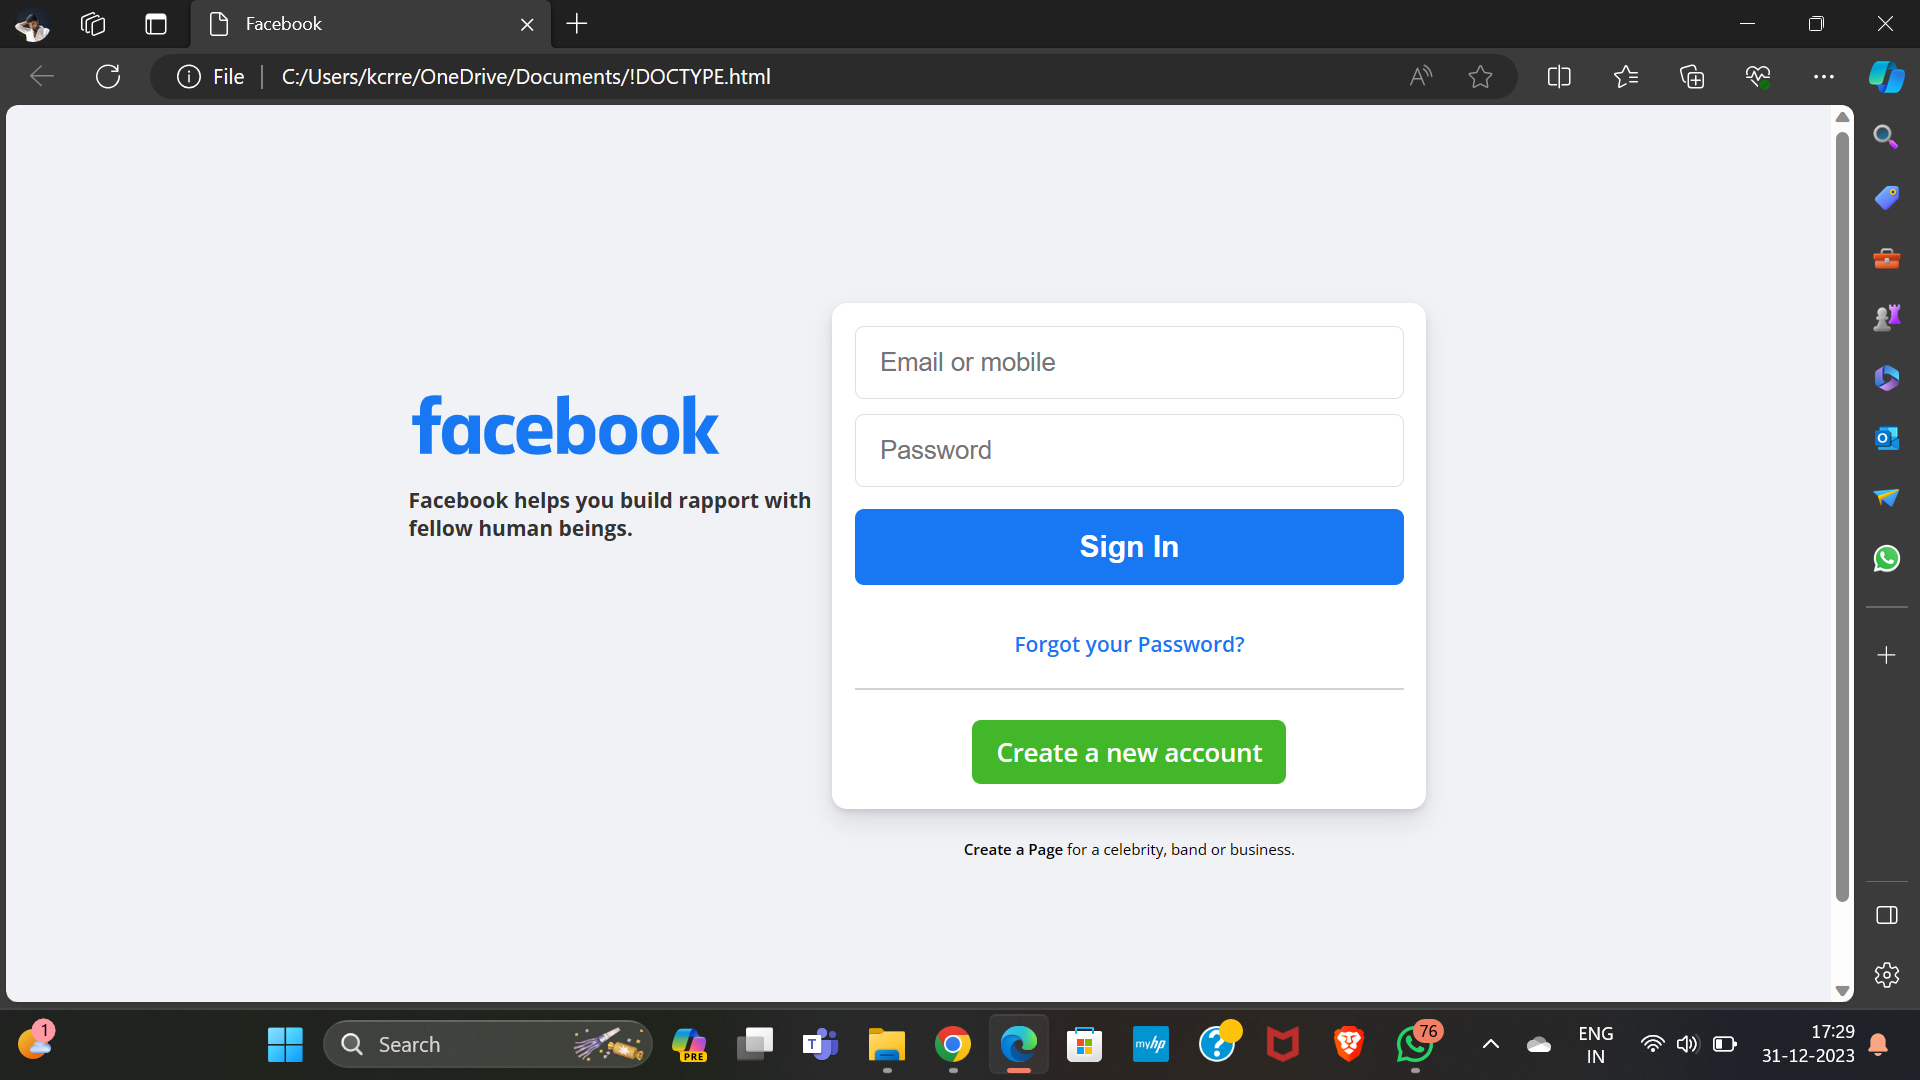 Facebook
File
C:/Users/kcrre/OneDrive/Documents/!DOCTYPE.html
facebook
Facebook helps you build rapport with
fellow human beings.
Email or mobile
Password
Sign In
Forgot your Password?
Create a new account
Create a Page for a celebrity, band or business.
1
Search
PRE
T
myhp
?
76
ENG
IN
17:29
31-12-2023